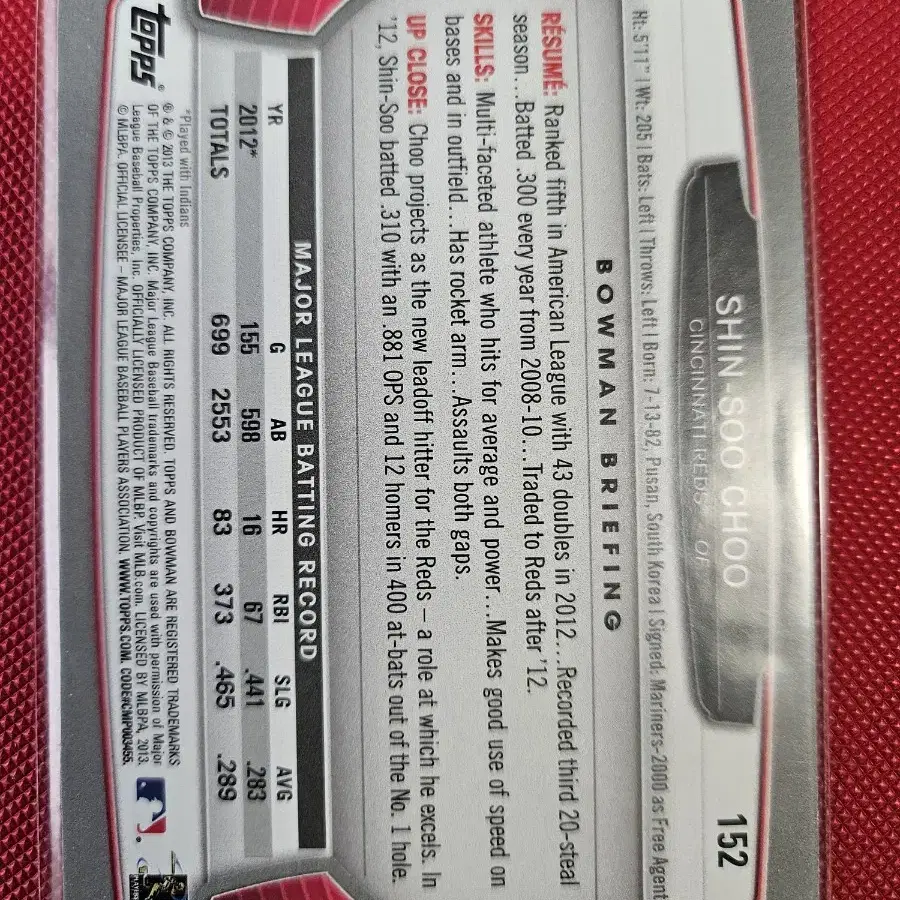 152
SHIN-SOO CHOO
CINCINNATI REDS OF
Ht: 5'11" | Wt: 205 | Bats: Left | Throws: Left | Born: 7-13-82, Pusan, South Korea | Signed: Mariners-2000 as Free Agent
BOWMAN BRIEFING
RÉSUMÉ: Ranked fifth in American League with 43 doubles in 2012...Recorded third 20-steal
season...Batted .300 every year from 2008-10...Traded to Reds after '12.
SKILLS: Multi-faceted athlete who hits for average and power...Makes good use of speed on
bases and in outfield...Has rocket arm...Assaults both gaps.
UP CLOSE: Choo projects as the new leadoff hitter for the Reds – a role at which he excels. In
'12, Shin-Soo batted .310 with an .881 OPS and 12 homers in 400 at-bats out of the No. 1 hole.
MAJOR LEAGUE BATTING RECORD
YR G AB HR RBI SLG AVG
2012* 155 598 16 67 .441 .283
TOTALS 699 2553 83 373 .465 .289
*Played with Indians
topps®
® & © 2013 THE TOPPS COMPANY, INC. ALL RIGHTS RESERVED. TOPPS AND BOWMAN ARE REGISTERED TRADEMARKS
OF THE TOPPS COMPANY, INC. Major League Baseball trademarks and copyrights are used with permission of Major
League Baseball Properties, Inc. OFFICIALLY LICENSED PRODUCT OF MLBP. Visit MLB.com. LICENSED BY MLBPA, 2013.
© MLBPA. OFFICIAL LICENSEE – MAJOR LEAGUE BASEBALL PLAYERS ASSOCIATION. WWW.TOPPS.COM. CODE#CMP003455.